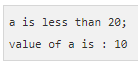 a is less than 20;
value of a is : 10